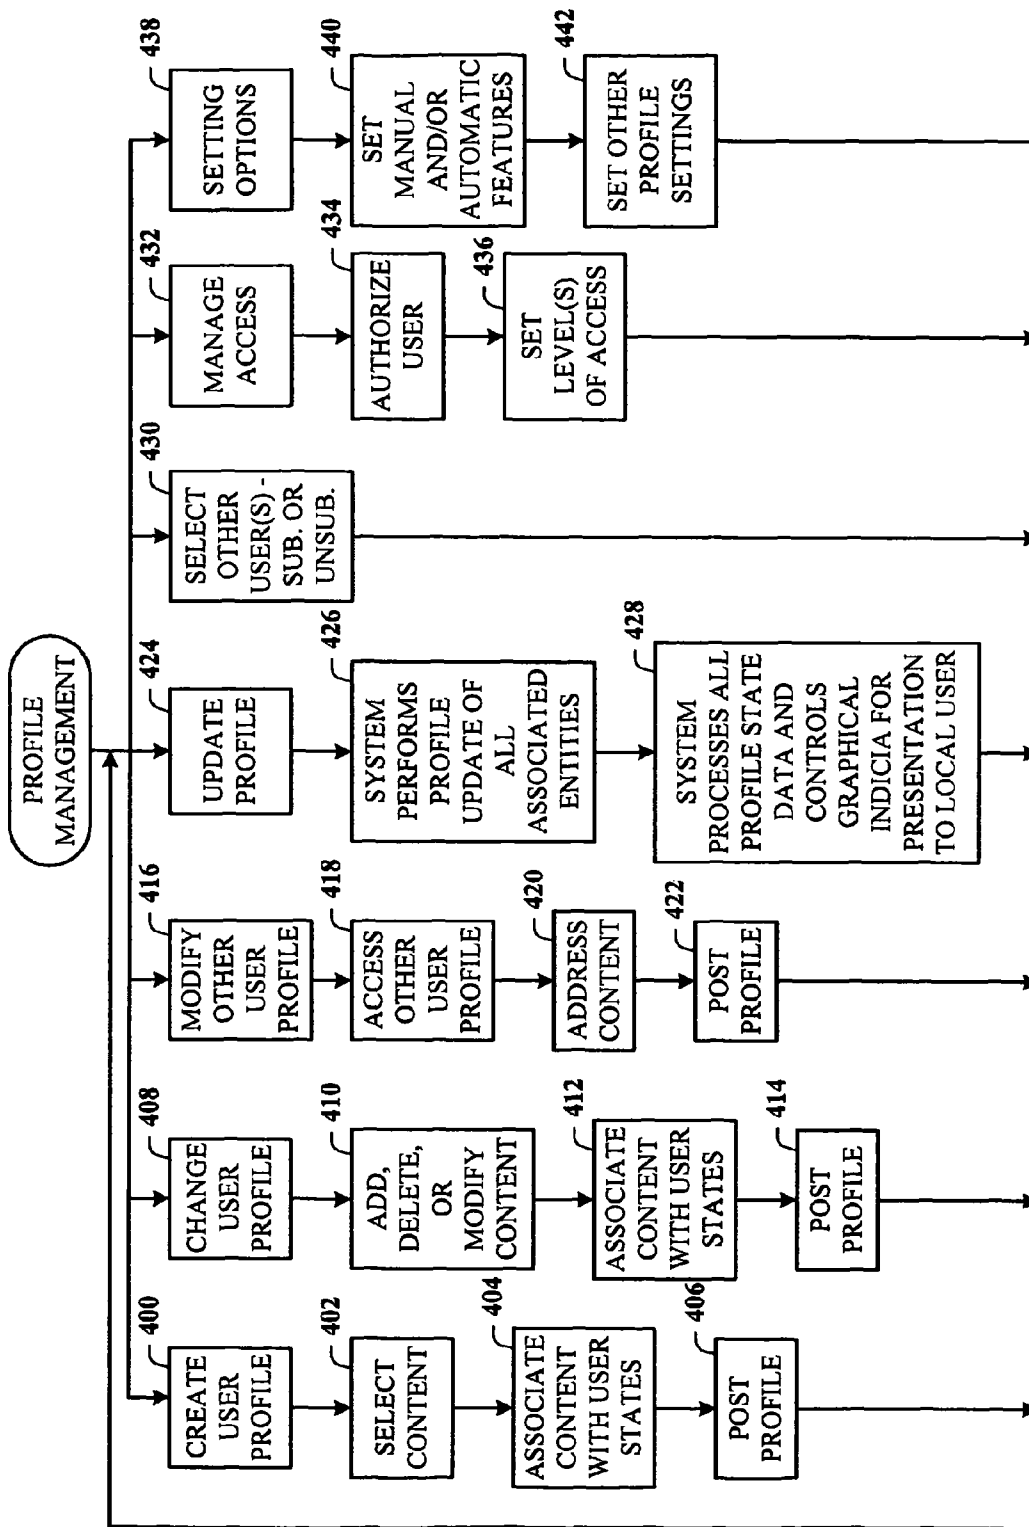 PROFILE
MANAGEMENT
400
CREATE
USER
PROFILE
402
SELECT
CONTENT
404
ASSOCIATE
CONTENT
WITH USER
STATES
406
POST
PROFILE
408
CHANGE
USER
PROFILE
410
ADD,
DELETE,
OR
MODIFY
CONTENT
412
ASSOCIATE
CONTENT
WITH USER
STATES
414
POST
PROFILE
416
MODIFY
OTHER
USER
PROFILE
418
ACCESS
OTHER
USER
PROFILE
420
ADDRESS
CONTENT
422
POST
PROFILE
424
UPDATE
PROFILE
426
SYSTEM
PERFORMS
PROFILE
UPDATE OF
ALL
ASSOCIATED
ENTITIES
428
SYSTEM
PROCESSES ALL
PROFILE STATE
DATA AND
CONTROLS
GRAPHICAL
INDICIA FOR
PRESENTATION
TO LOCAL USER
430
SELECT
OTHER
USER(S) -
SUB. OR
UNSUB.
432
MANAGE
ACCESS
434
AUTHORIZE
USER
436
SET
LEVEL(S)
OF ACCESS
438
SETTING
OPTIONS
440
SET
MANUAL
AND/OR
AUTOMATIC
FEATURES
442
SET OTHER
PROFILE
SETTINGS